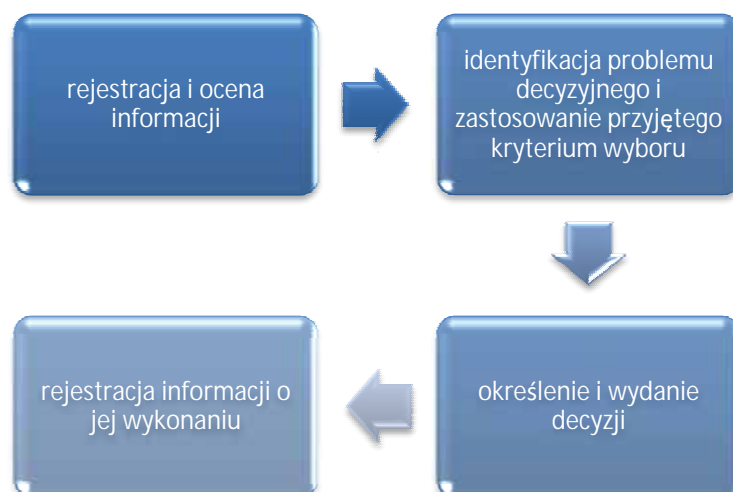 rejestracja i ocena
informacji
identyfikacja problemu
decyzyjnego i
zastosowanie przyjętego
kryterium wyboru
określenie i wydanie
decyzji
rejestracja informacji o
jej wykonaniu